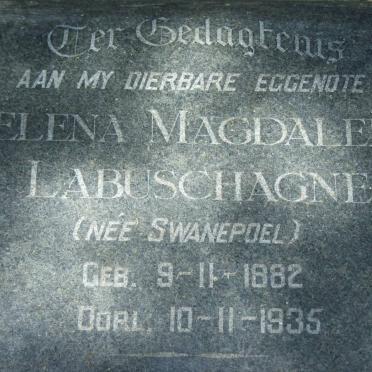 Ter Gedagtenis
AAN MY DIERBARE EGGENOTE
ELENA MAGDALE
LABUSCHAGNE
(NÉE SWANEPOEL)
GEB. 9-11-1882
OORL. 10-11-1935